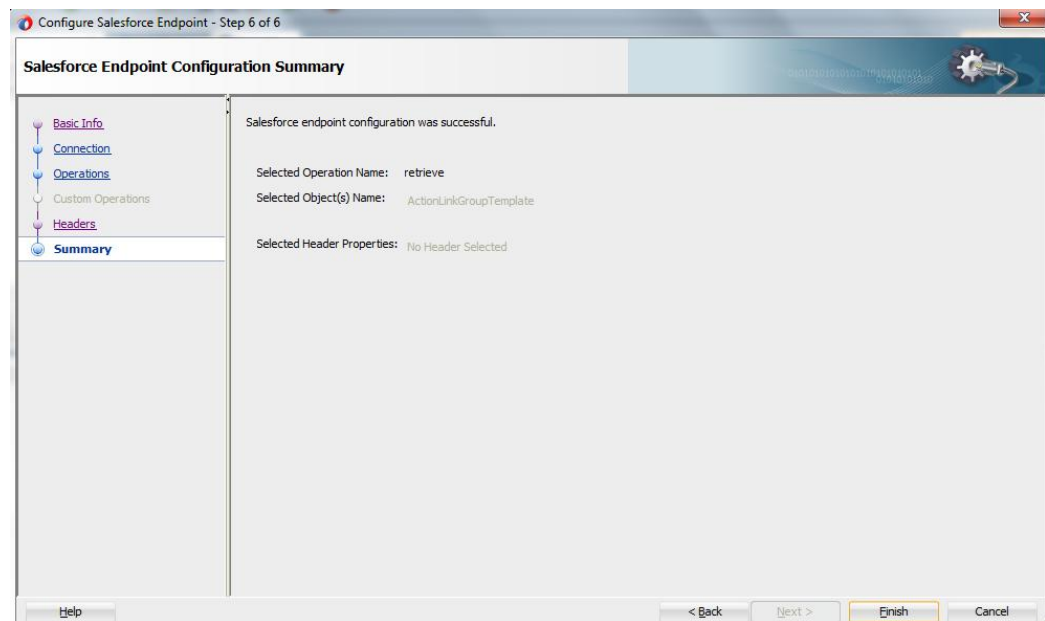 Configure Salesforce Endpoint - Step 6 of 6
Salesforce Endpoint Configuration Summary
Basic Info
Connection
Operations
Custom Operations
Headers
Summary
Salesforce endpoint configuration was successful.
Selected Operation Name: retrieve
Selected Object(s) Name: ActionLinkGroupTemplate
Selected Header Properties: No Header Selected
Help
< Back
Next >
Finish
Cancel